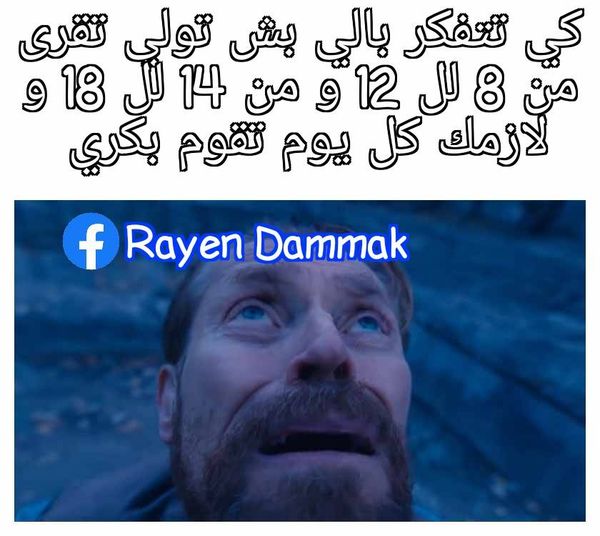 كي تتفكر بالي بش تولي تقرى
من 8 لل 12 و من 14 لل 18 و
لازمك كل يوم تقوم بكري
Rayen Dammak